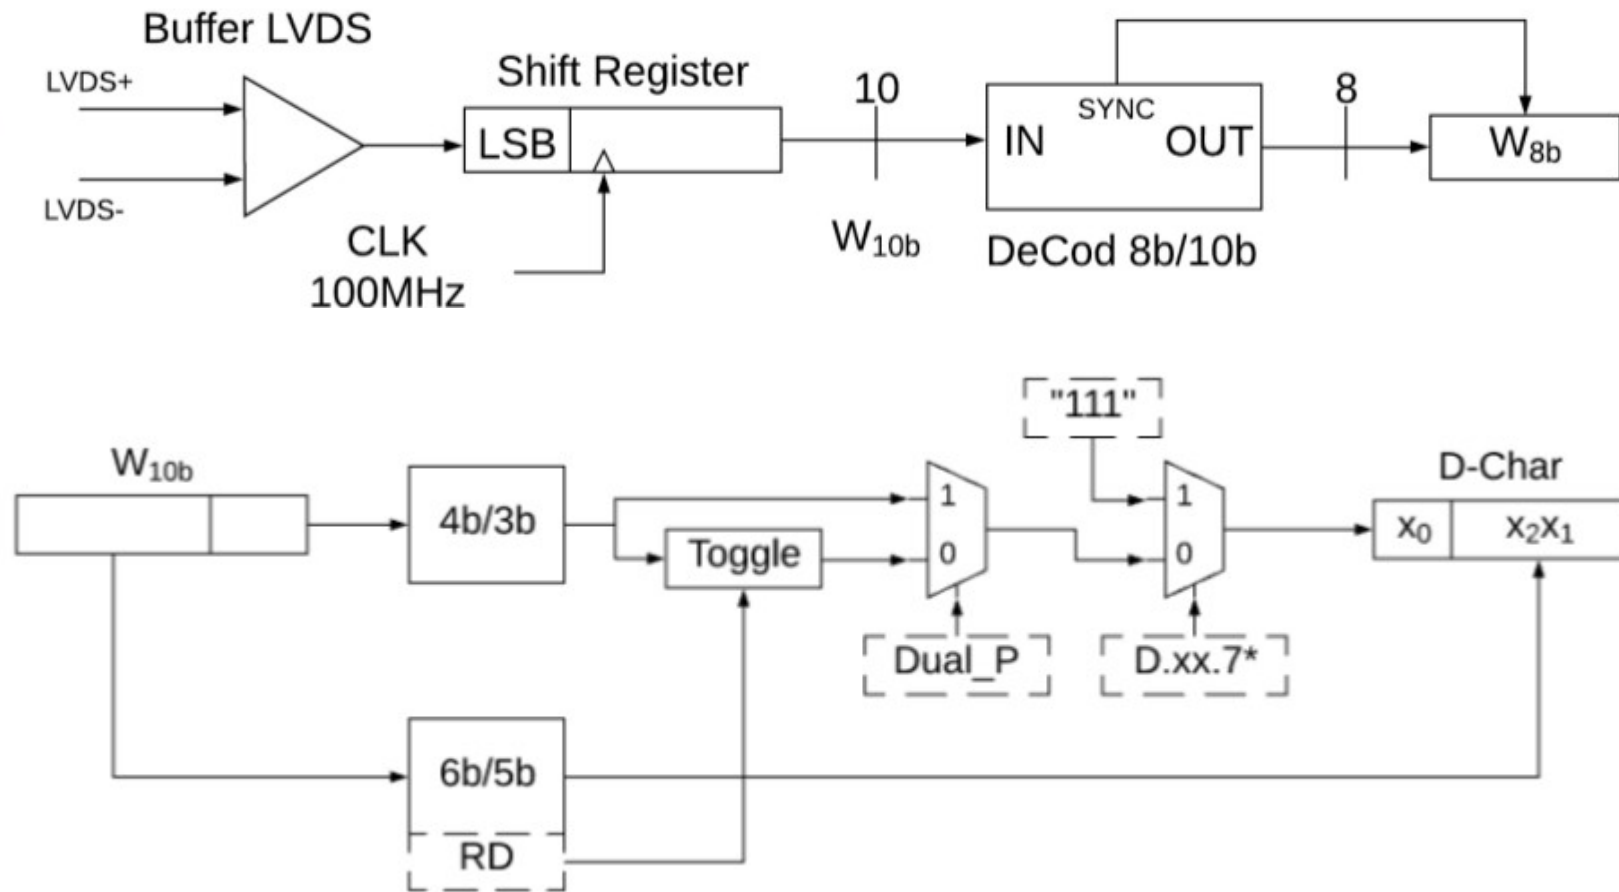 Buffer LVDS
LVDS+
LVDS-
Shift Register
LSB
CLK
100MHz
10
W10b
IN
SYNC
OUT
DeCod 8b/10b
8
W8b
W10b
4b/3b
Toggle
1
0
Dual_P
"111"
1
0
D.xx.7*
D-Char
x0
x2x1
6b/5b
RD